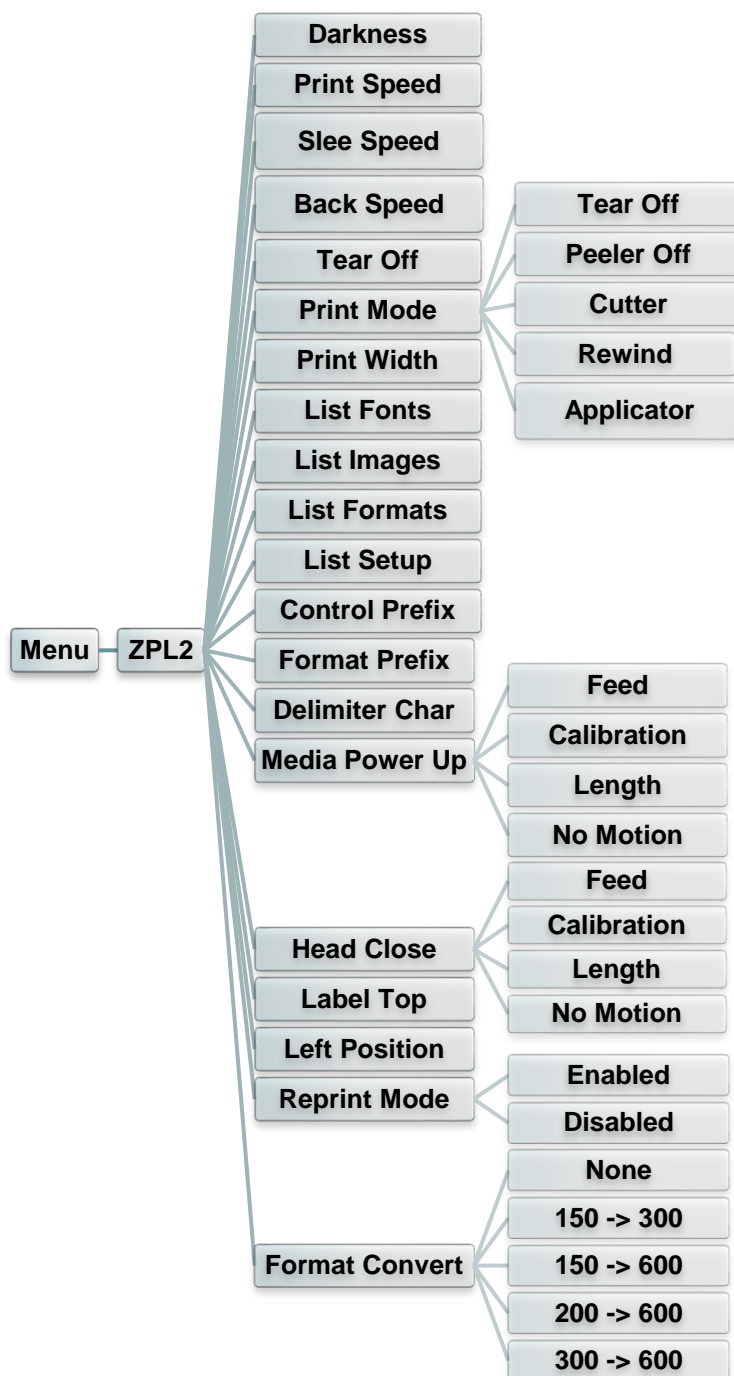 Menu
ZPL2
Darkness
Print Speed
Slee Speed
Back Speed
Tear Off
Print Mode
Tear Off
Peeler Off
Cutter
Rewind
Applicator
Print Width
List Fonts
List Images
List Formats
List Setup
Control Prefix
Format Prefix
Delimiter Char
Media Power Up
Feed
Calibration
Length
No Motion
Head Close
Feed
Calibration
Length
No Motion
Label Top
Left Position
Reprint Mode
Enabled
Disabled
Format Convert
None
150 -> 300
150 -> 600
200 -> 600
300 -> 600